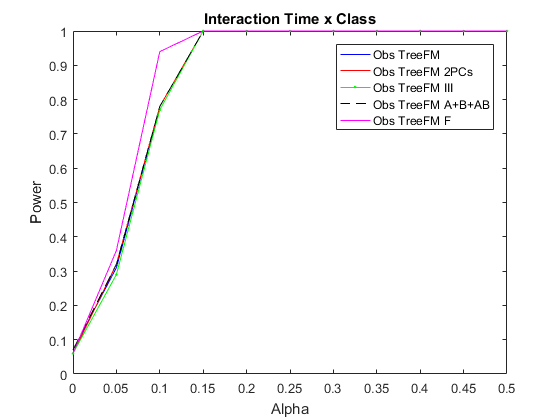 Interaction Time x Class
1
0.9
0.8
0.7
0.6
0.5
0.4
0.3
0.2
0.1
0
Power
Obs TreeFM
Obs TreeFM 2PCs
Obs TreeFM III
Obs TreeFM A+B+AB
Obs TreeFM F
0 0.05 0.1 0.15 0.2 0.25 0.3 0.35 0.4 0.45 0.5
Alpha